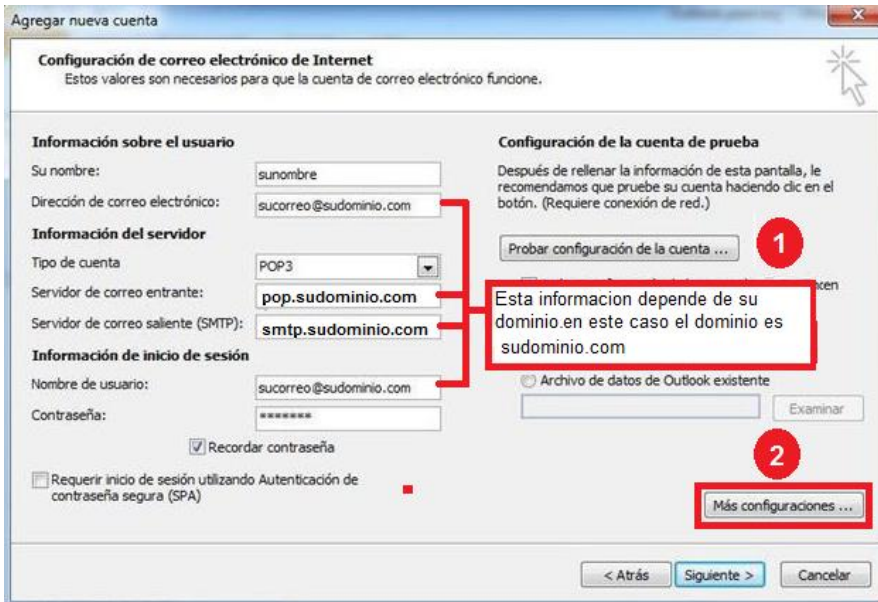 Agregar nueva cuenta
Configuración de correo electrónico de Internet
Estos valores son necesarios para que la cuenta de correo electrónico funcione.
Información sobre el usuario
Su nombre:
sunombre
Dirección de correo electrónico:
sucorreo@sudominio.com
Información del servidor
Tipo de cuenta
POP3
Servidor de correo entrante:
pop.sudominio.com
Servidor de correo saliente (SMTP):
smtp.sudominio.com
Información de inicio de sesión
Nombre de usuario:
sucorreo@sudominio.com
Contraseña:
*******
Recordar contraseña
Requerir inicio de sesión utilizando Autenticación de
contraseña segura (SPA)
Configuración de la cuenta de prueba
Después de rellenar la información de esta pantalla, le
recomendamos que pruebe su cuenta haciendo clic en el
botón. (Requiere conexión de red.)
Probar configuración de la cuenta ...
1
Esta informacion depende de su
dominio.en este caso el dominio es
sudominio.com
Archivo de datos de Outlook existente
Examinar
2
Más configuraciones ...
< Atrás
Siguiente >
Cancelar